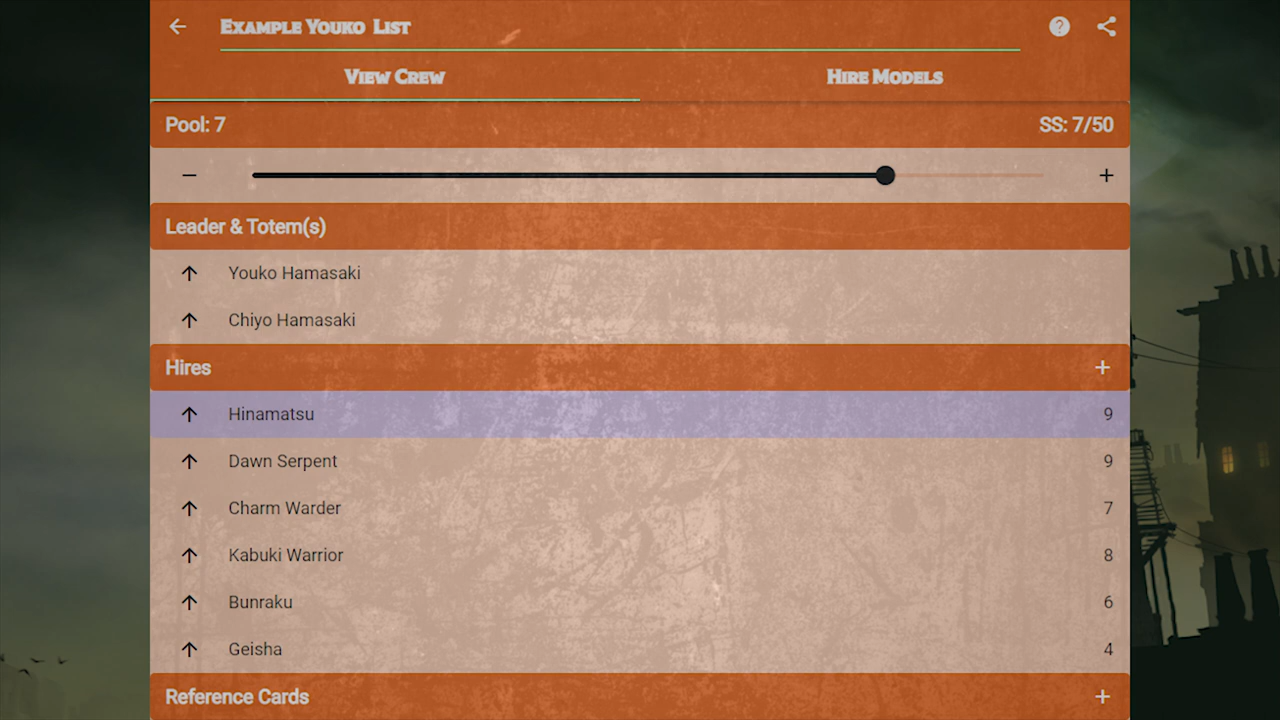 Example Youko List
View Crew
Hire Models
Pool: 7
SS: 7/50
Leader & Totem(s)
Youko Hamasaki
Chiyo Hamasaki
Hires
Hinamatsu 9
Dawn Serpent 9
Charm Warder 7
Kabuki Warrior 8
Bunraku 6
Geisha 4
Reference Cards